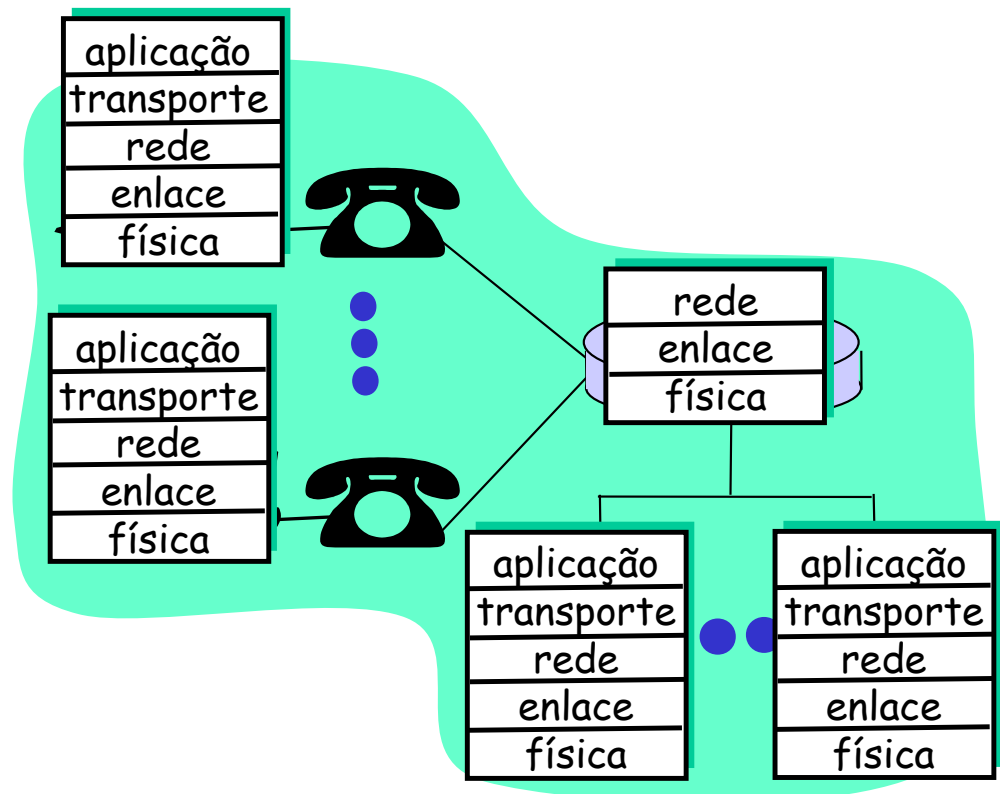 aplicação
transporte
rede
enlace
física
rede
enlace
física
aplicação
transporte
rede
enlace
física
aplicação
transporte
rede
enlace
física
aplicação
transporte
rede
enlace
física